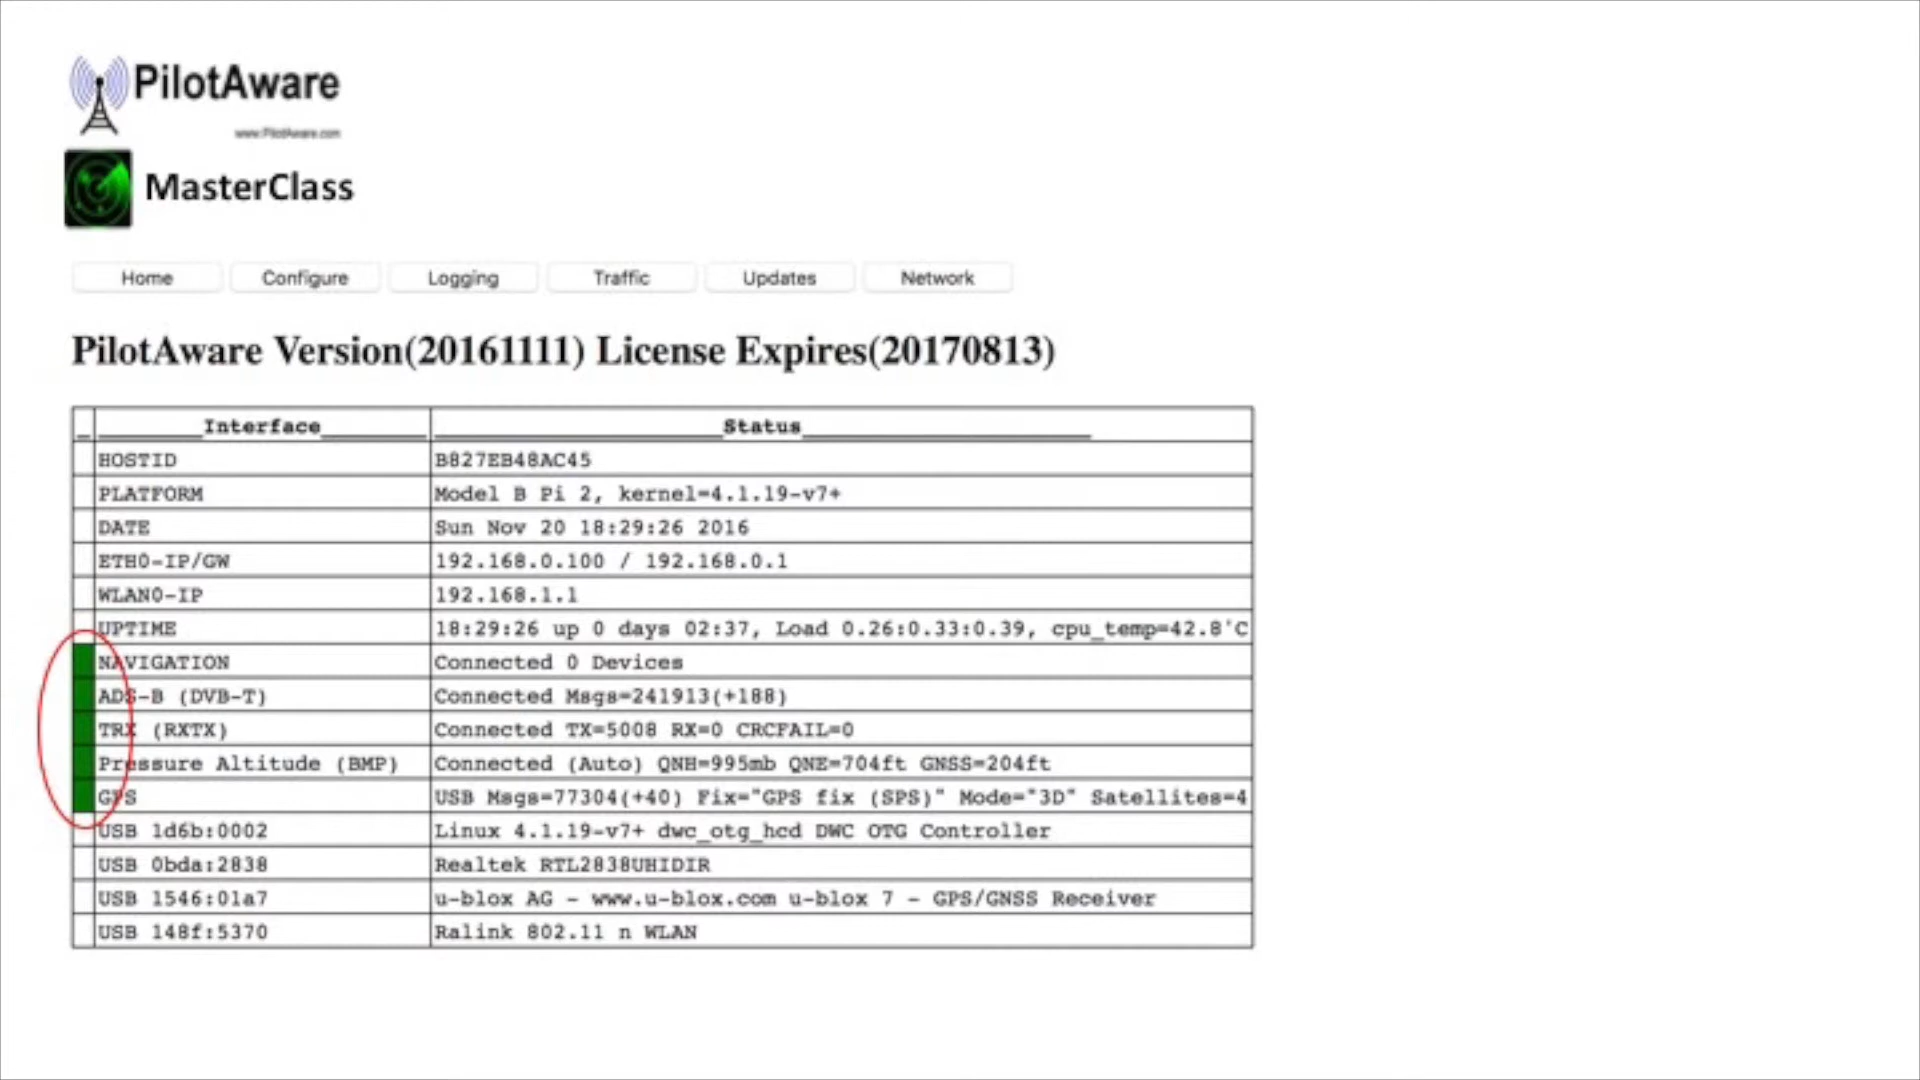 PilotAware
www.PilotAware.com
MasterClass
Home Configure Logging Traffic Updates Network
PilotAware Version(20161111) License Expires(20170813)
_ ________Interface________ ______________________Status______________________
HOSTID B827EB48AC45
PLATFORM Model B Pi 2, kernel=4.1.19-v7+
DATE Sun Nov 20 18:29:26 2016
ETH0-IP/GW 192.168.0.100 / 192.168.0.1
WLAN0-IP 192.168.1.1
UPTIME 18:29:26 up 0 days 02:37, Load 0.26:0.33:0.39, cpu_temp=42.8'C
NAVIGATION Connected 0 Devices
ADS-B (DVB-T) Connected Msgs=241913(+188)
TRX (RXTX) Connected TX=5008 RX=0 CRCFAIL=0
Pressure Altitude (BMP) Connected (Auto) QNH=995mb QNE=704ft GNSS=204ft
GPS USB Msgs=77304(+40) Fix="GPS fix (SPS)" Mode="3D" Satellites=4
USB 1d6b:0002 Linux 4.1.19-v7+ dwc_otg_hcd DWC OTG Controller
USB 0bda:2838 Realtek RTL2838UHIDIR
USB 1546:01a7 u-blox AG - www.u-blox.com u-blox 7 - GPS/GNSS Receiver
USB 148f:5370 Ralink 802.11 n WLAN